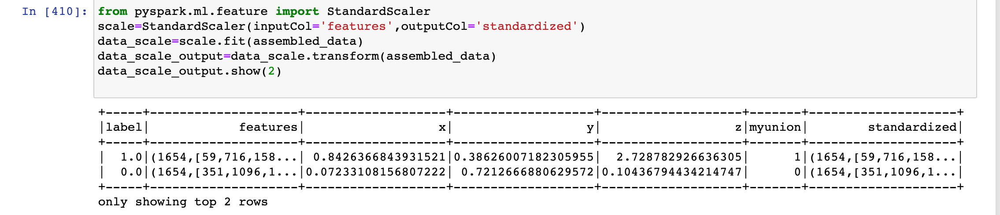 In [410]: from pyspark.ml.feature import StandardScaler
scale=StandardScaler(inputCol='features',outputCol='standardized')
data_scale=scale.fit(assembled_data)
data_scale_output=data_scale.transform(assembled_data)
data_scale_output.show(2)
+-----+--------------------+-------------------+-------------------+-------------------+-------+--------------------+
|label|            features|                  x|                  y|                  z|myunion|        standardized|
+-----+--------------------+-------------------+-------------------+-------------------+-------+--------------------+
|  1.0|(1654,[59,716,158...| 0.8426366843931521|0.38626007182305955|  2.728782926636305|      1|(1654,[59,716,158...|
|  0.0|(1654,[351,1096,1...|0.07233108156807222| 0.7212666880629572|0.10436794434214747|      0|(1654,[351,1096,1...|
+-----+--------------------+-------------------+-------------------+-------------------+-------+--------------------+
only showing top 2 rows